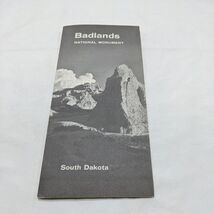 Badlands
NATIONAL MONUMENT
South Dakota